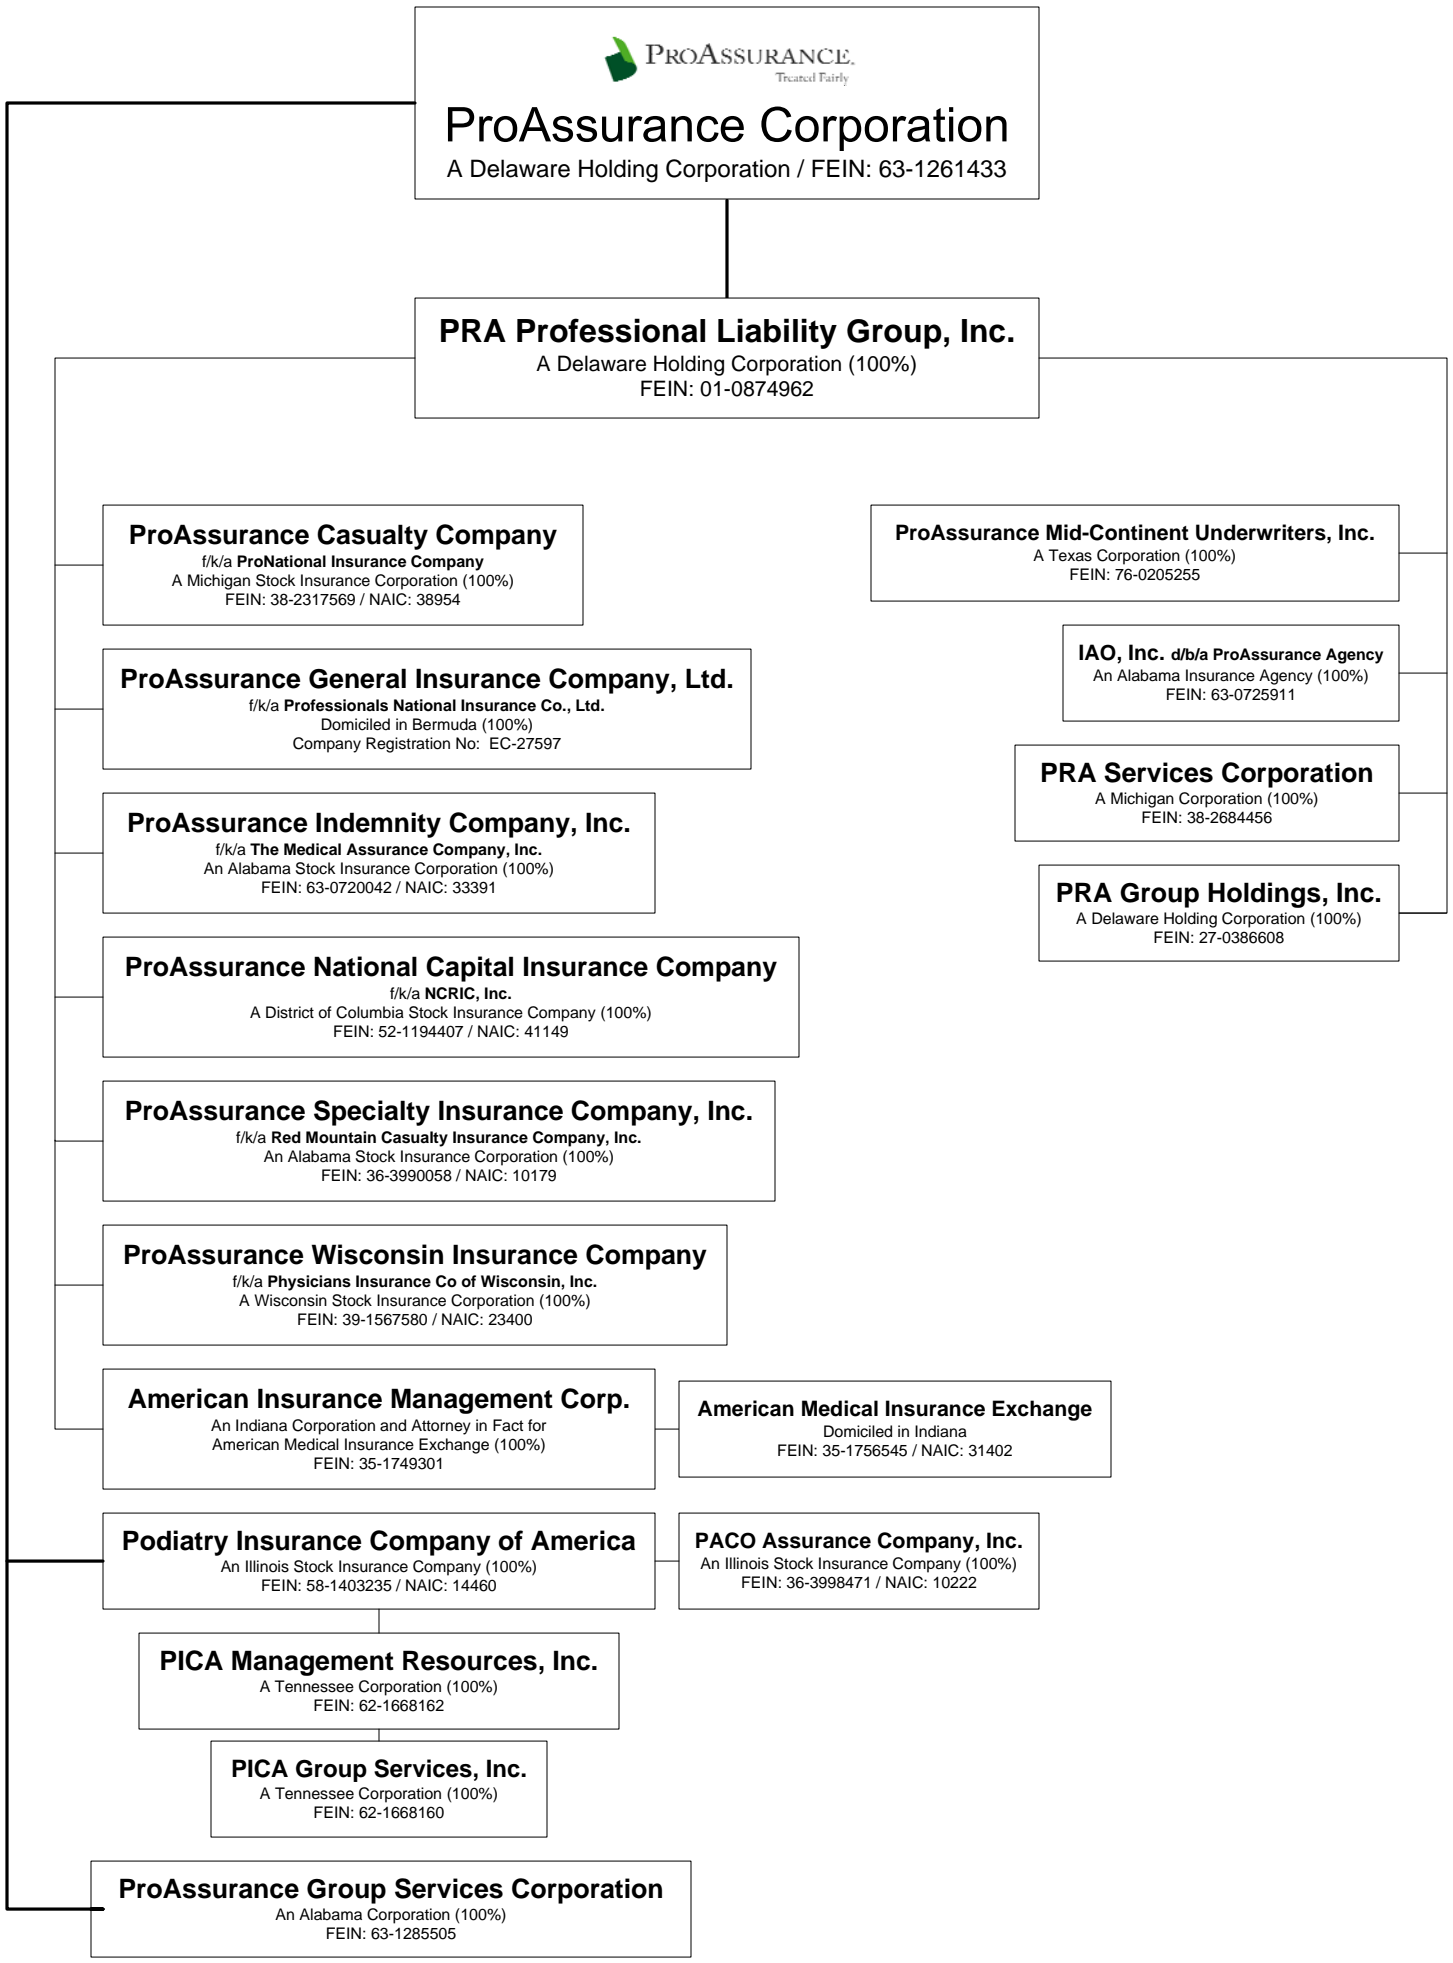 PROASSURANCE.
Treated Fairly
ProAssurance Corporation
A Delaware Holding Corporation / FEIN: 63-1261433
PRA Professional Liability Group, Inc.
A Delaware Holding Corporation (100%)
FEIN: 01-0874962
ProAssurance Casualty Company
f/k/a ProNational Insurance Company
A Michigan Stock Insurance Corporation (100%)
FEIN: 38-2317569 / NAIC: 38954
ProAssurance General Insurance Company, Ltd.
f/k/a Professionals National Insurance Co., Ltd.
Domiciled in Bermuda (100%)
Company Registration No: EC-27597
ProAssurance Indemnity Company, Inc.
f/k/a The Medical Assurance Company, Inc.
An Alabama Stock Insurance Corporation (100%)
FEIN: 63-0720042 / NAIC: 33391
ProAssurance National Capital Insurance Company
f/k/a NCRIC, Inc.
A District of Columbia Stock Insurance Company (100%)
FEIN: 52-1194407 / NAIC: 41149
ProAssurance Specialty Insurance Company, Inc.
f/k/a Red Mountain Casualty Insurance Company, Inc.
An Alabama Stock Insurance Corporation (100%)
FEIN: 36-3990058 / NAIC: 10179
ProAssurance Wisconsin Insurance Company
f/k/a Physicians Insurance Co of Wisconsin, Inc.
A Wisconsin Stock Insurance Corporation (100%)
FEIN: 39-1567580 / NAIC: 23400
American Insurance Management Corp.
An Indiana Corporation and Attorney in Fact for
American Medical Insurance Exchange (100%)
FEIN: 35-1749301
American Medical Insurance Exchange
Domiciled in Indiana
FEIN: 35-1756545 / NAIC: 31402
Podiatry Insurance Company of America
An Illinois Stock Insurance Company (100%)
FEIN: 58-1403235 / NAIC: 14460
PACO Assurance Company, Inc.
An Illinois Stock Insurance Company (100%)
FEIN: 36-3998471 / NAIC: 10222
PICA Management Resources, Inc.
A Tennessee Corporation (100%)
FEIN: 62-1668162
PICA Group Services, Inc.
A Tennessee Corporation (100%)
FEIN: 62-1668160
ProAssurance Group Services Corporation
An Alabama Corporation (100%)
FEIN: 63-1285505
ProAssurance Mid-Continent Underwriters, Inc.
A Texas Corporation (100%)
FEIN: 76-0205255
IAO, Inc. d/b/a ProAssurance Agency
An Alabama Insurance Agency (100%)
FEIN: 63-0725911
PRA Services Corporation
A Michigan Corporation (100%)
FEIN: 38-2684456
PRA Group Holdings, Inc.
A Delaware Holding Corporation (100%)
FEIN: 27-0386608